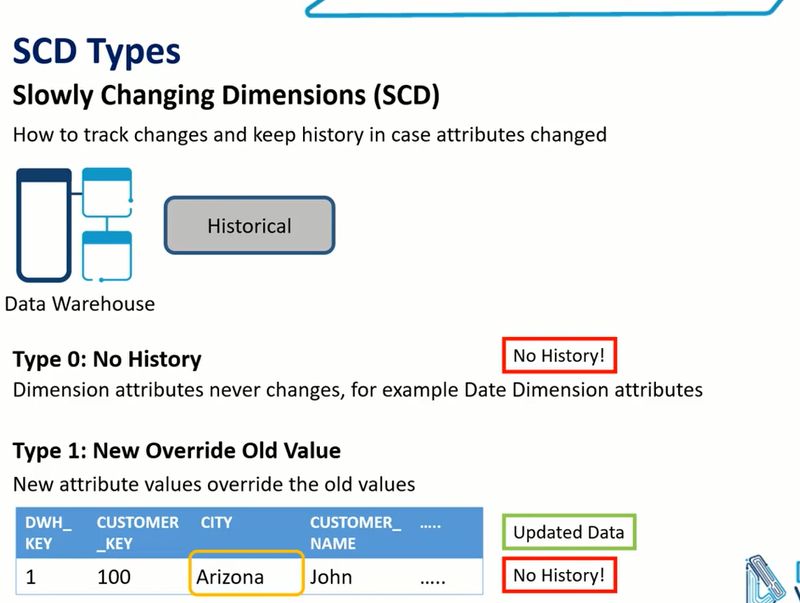 SCD Types
Slowly Changing Dimensions (SCD)
How to track changes and keep history in case attributes changed
Historical
Data Warehouse
Type 0: No History
No History!
Dimension attributes never changes, for example Date Dimension attributes
Type 1: New Override Old Value
New attribute values override the old values
DWH_ CUSTOMER CITY CUSTOMER_ .....
KEY _KEY NAME
Updated Data
1 100 Arizona John .....
No History!